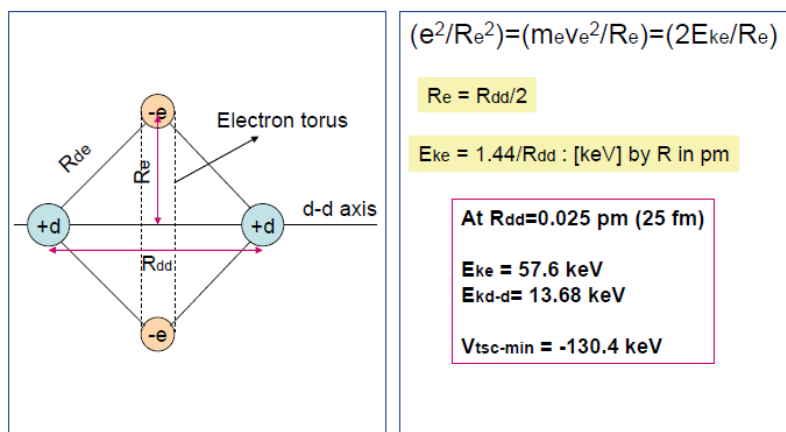 -e
Electron torus
Rde
Re
+d
+d
d-d axis
Rdd
-e
(e²/Re²)=(meve²/Re)=(2Eke/Re)
Re = Rdd/2
Eke = 1.44/Rdd : [keV] by R in pm
At Rdd=0.025 pm (25 fm)
Eke = 57.6 keV
Ekd-d= 13.68 keV
Vtsc-min = -130.4 keV